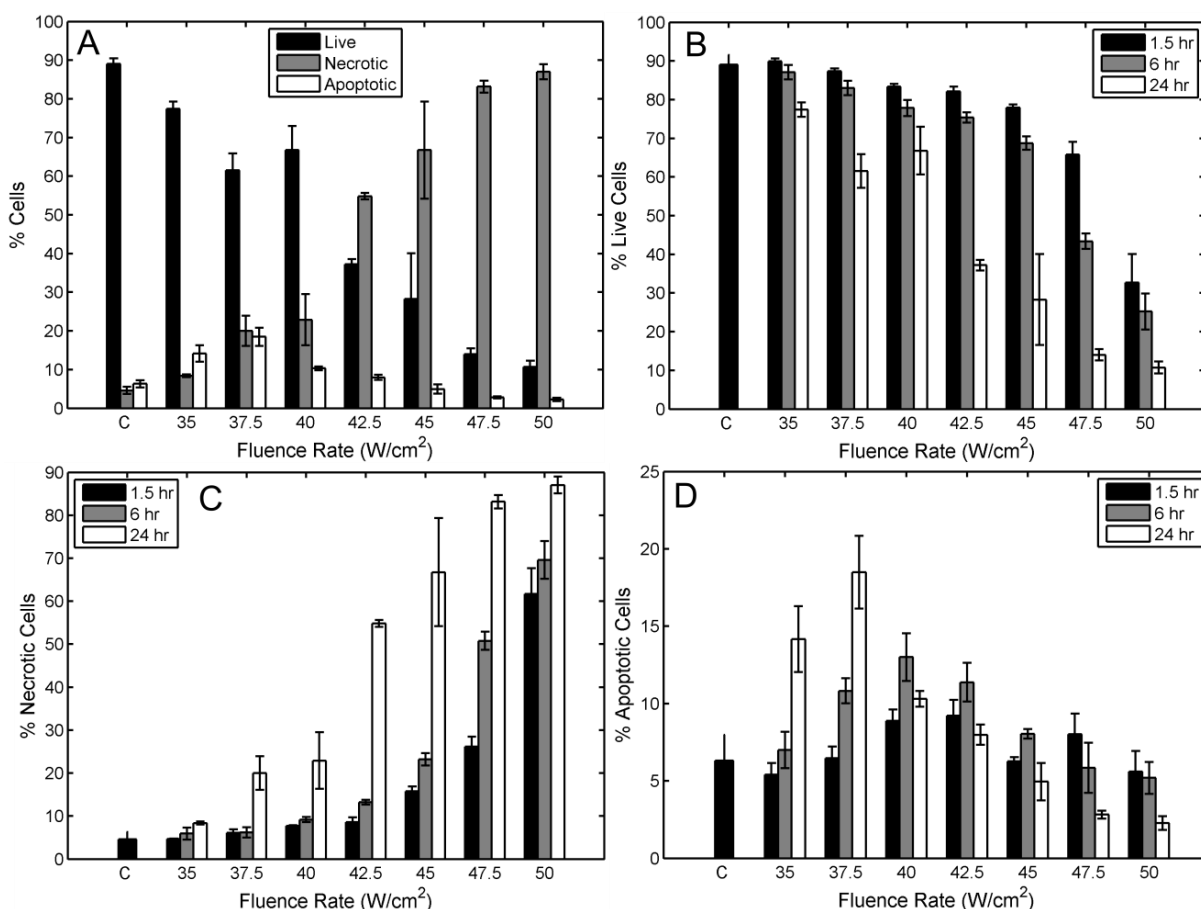 A
Live
Necrotic
Apoptotic
% Cells
100
90
80
70
60
50
40
30
20
10
0
C 35 37.5 40 42.5 45 47.5 50
Fluence Rate (W/cm²)
B
1.5 hr
6 hr
24 hr
% Live Cells
100
90
80
70
60
50
40
30
20
10
0
C 35 37.5 40 42.5 45 47.5 50
Fluence Rate (W/cm²)
C
1.5 hr
6 hr
24 hr
% Necrotic Cells
90
80
70
60
50
40
30
20
10
0
C 35 37.5 40 42.5 45 47.5 50
Fluence Rate (W/cm²)
D
1.5 hr
6 hr
24 hr
% Apoptotic Cells
25
20
15
10
5
0
C 35 37.5 40 42.5 45 47.5 50
Fluence Rate (W/cm²)